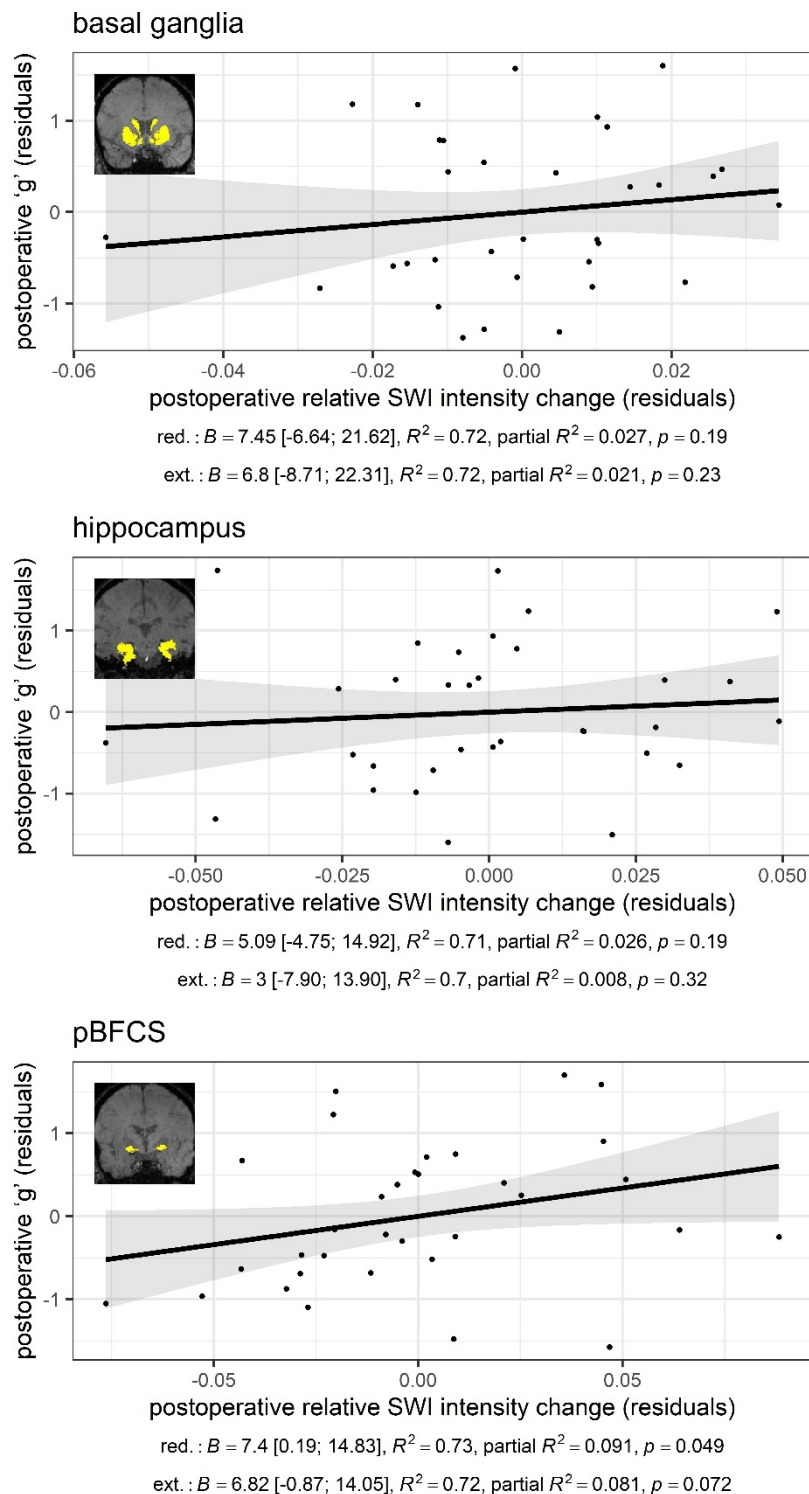 basal ganglia
postoperative ‘g’ (residuals)
1
0
-1
-0.06 -0.04 -0.02 0.00 0.02
postoperative relative SWI intensity change (residuals)
red. : B = 7.45 [-6.64; 21.62], R² = 0.72, partial R² = 0.027, p = 0.19
ext. : B = 6.8 [-8.71; 22.31], R² = 0.72, partial R² = 0.021, p = 0.23
hippocampus
postoperative ‘g’ (residuals)
1
0
-1
-0.050 -0.025 0.000 0.025 0.050
postoperative relative SWI intensity change (residuals)
red. : B = 5.09 [-4.75; 14.92], R² = 0.71, partial R² = 0.026, p = 0.19
ext. : B = 3 [-7.90; 13.90], R² = 0.7, partial R² = 0.008, p = 0.32
pBFCS
postoperative ‘g’ (residuals)
1
0
-1
-0.05 0.00 0.05
postoperative relative SWI intensity change (residuals)
red. : B = 7.4 [0.19; 14.83], R² = 0.73, partial R² = 0.091, p = 0.049
ext. : B = 6.82 [-0.87; 14.05], R² = 0.72, partial R² = 0.081, p = 0.072